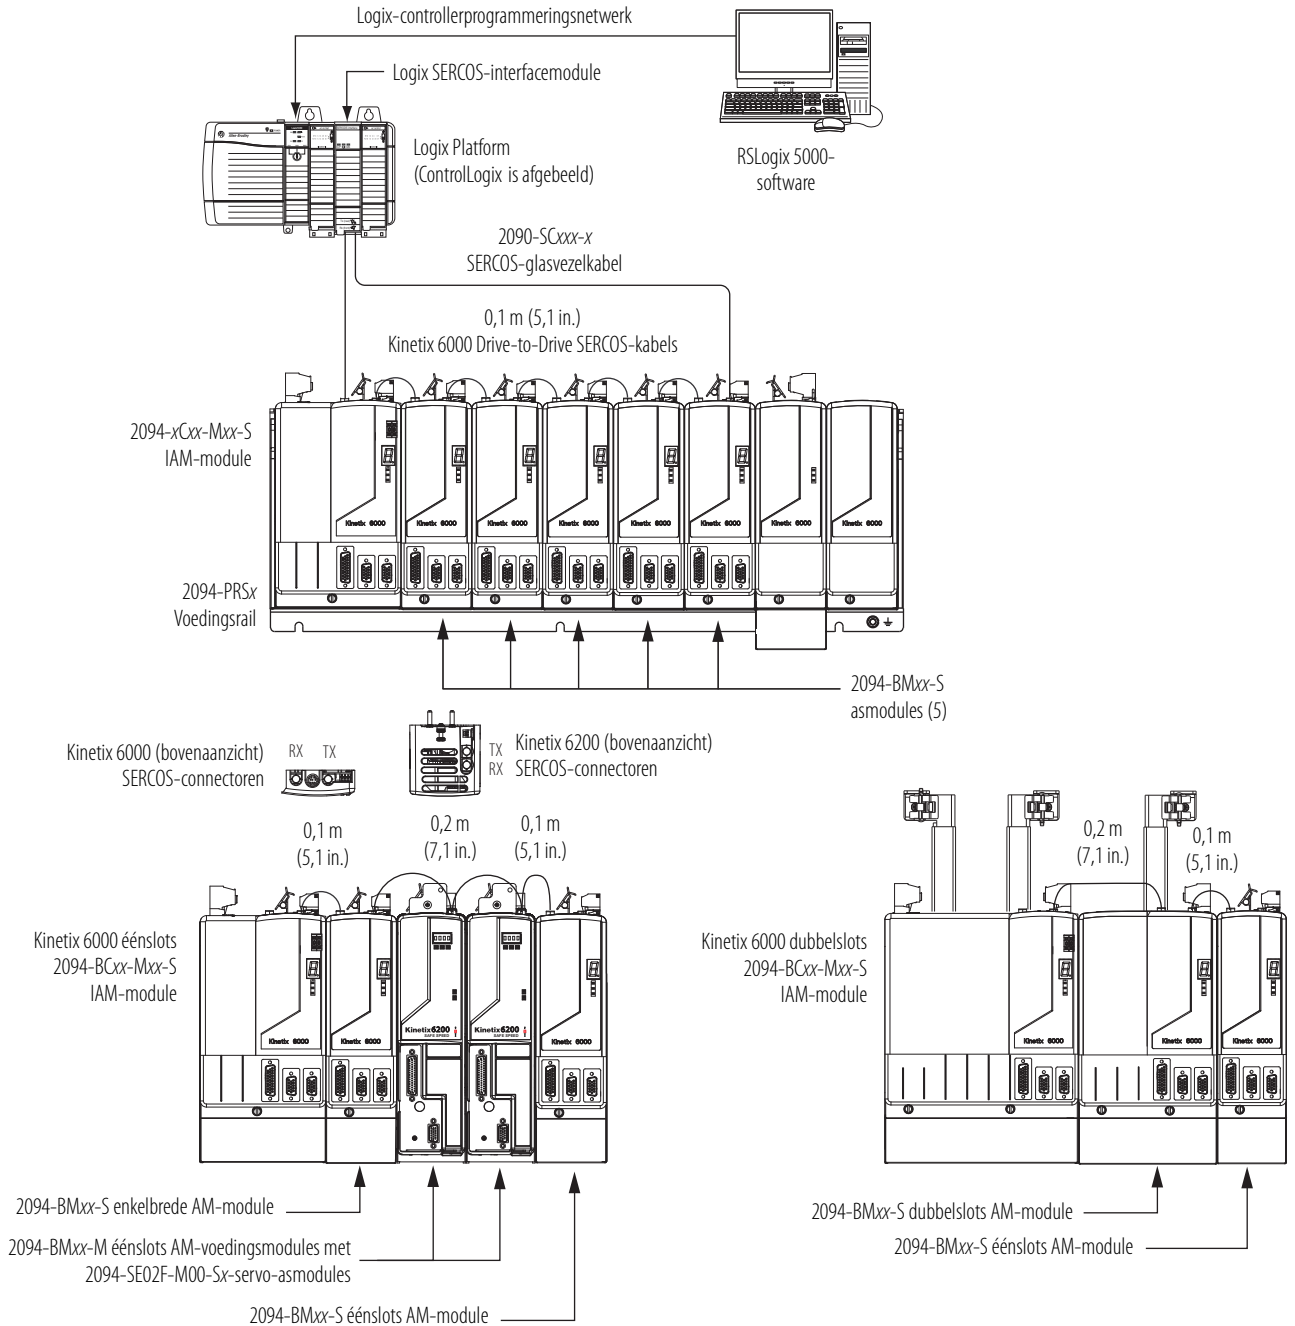 Logix-controllerprogrammeringsnetwerk
Logix SERCOS-interfacemodule
Logix Platform
(ControlLogix is afgebeeld)
RSLogix 5000-
software
2090-SCxxx-x
SERCOS-glasvezelkabel
0,1 m (5,1 in.)
Kinetix 6000 Drive-to-Drive SERCOS-kabels
2094-xCxx-Mxx-S
IAM-module
Kinetix 6000
Kinetix 6000
Kinetix 6000
Kinetix 6000
Kinetix 6000
Kinetix 6000
Kinetix 6000
Kinetix 6000
2094-PRSx
Voedingsrail
2094-BMxx-S
asmodules (5)
Kinetix 6000 (bovenaanzicht)
SERCOS-connectoren
RX TX
TX
RX
Kinetix 6200 (bovenaanzicht)
SERCOS-connectoren
0,1 m
(5,1 in.)
0,2 m
(7,1 in.)
0,1 m
(5,1 in.)
0,2 m
(7,1 in.)
0,1 m
(5,1 in.)
Kinetix 6000 éénslots
2094-BCxx-Mxx-S
IAM-module
Kinetix 6000
Kinetix 6000
Kinetix6200
SAFE SPEED
Kinetix6200
SAFE SPEED
Kinetix 6000
Kinetix 6000 dubbelslots
2094-BCxx-Mxx-S
IAM-module
Kinetix 6000
Kinetix 6000
Kinetix 6000
2094-BMxx-S enkelbrede AM-module
2094-BMxx-M éénslots AM-voedingsmodules met
2094-SE02F-M00-Sx-servo-asmodules
2094-BMxx-S éénslots AM-module
2094-BMxx-S dubbelslots AM-module
2094-BMxx-S éénslots AM-module